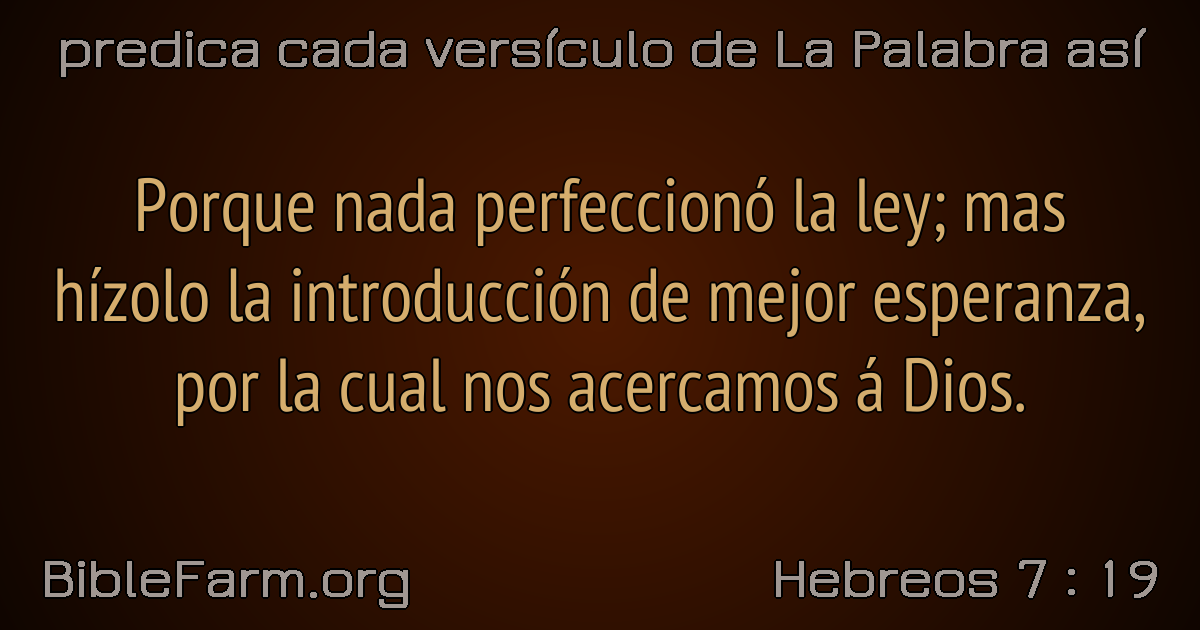 predica cada versículo de La Palabra así
Porque nada perfeccionó la ley; mas
hízolo la introducción de mejor esperanza,
por la cual nos acercamos á Dios.
BibleFarm.org
Hebreos 7 : 19